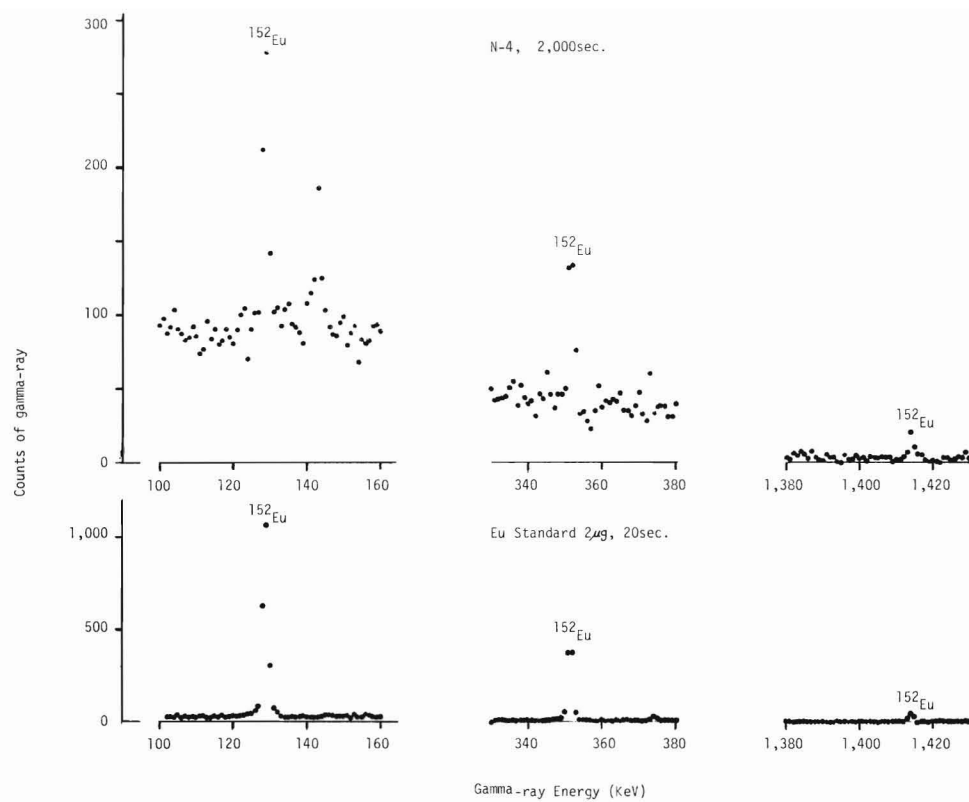 300
200
100
0
152Eu
N-4, 2,000sec.
152Eu
152Eu
100 120 140 160
340 360 380
1,380 1,400 1,420
Counts of gamma-ray
1,000
500
0
152Eu
Eu Standard 2μg, 20sec.
152Eu
152Eu
100 120 140 160
340 360 380
1,380 1,400 1,420
Gamma-ray Energy (KeV)